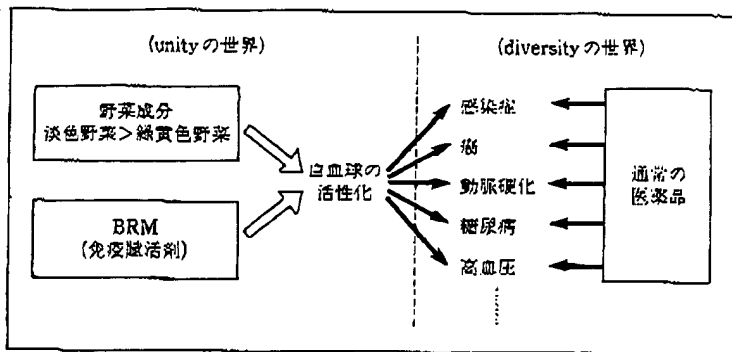 (unityの世界)
(diversityの世界)
野菜成分
淡色野菜>緑黄色野菜
BRM
(免疫賦活剤)
白血球の
活性化
感染症
癌
動脈硬化
糖尿病
高血圧
通常の
医薬品